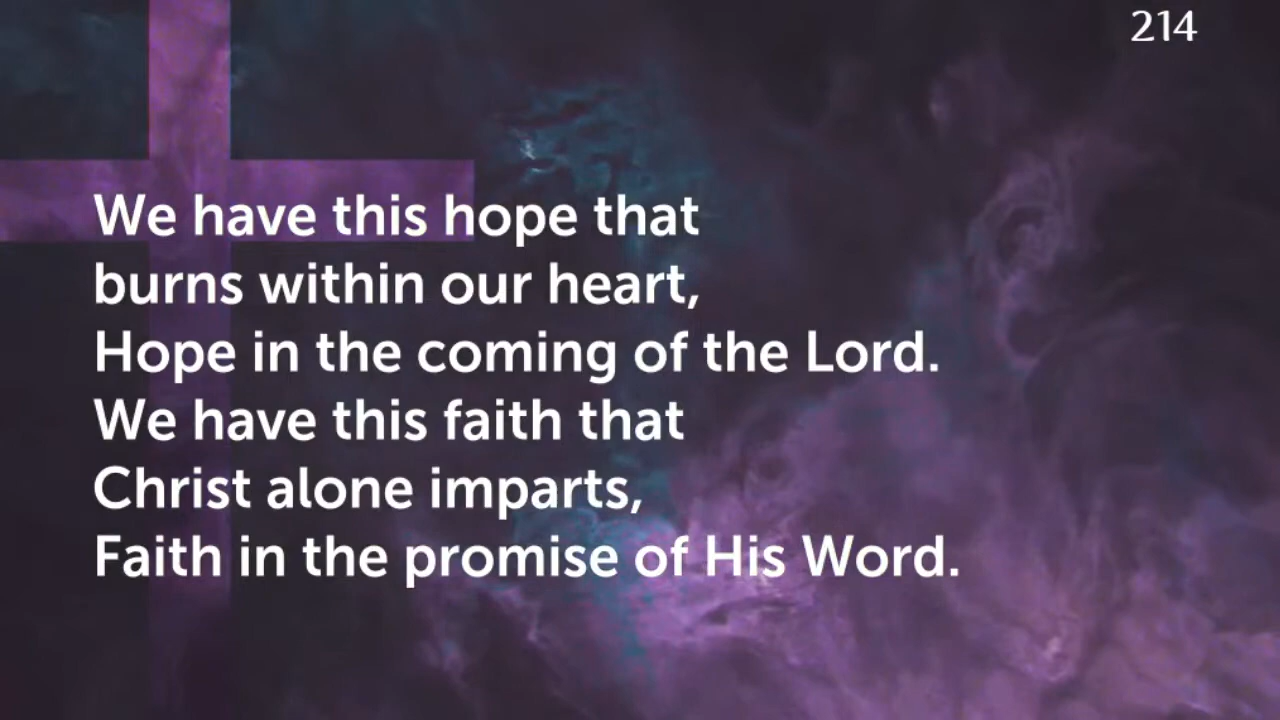 214
We have this hope that
burns within our heart,
Hope in the coming of the Lord.
We have this faith that
Christ alone imparts,
Faith in the promise of His Word.